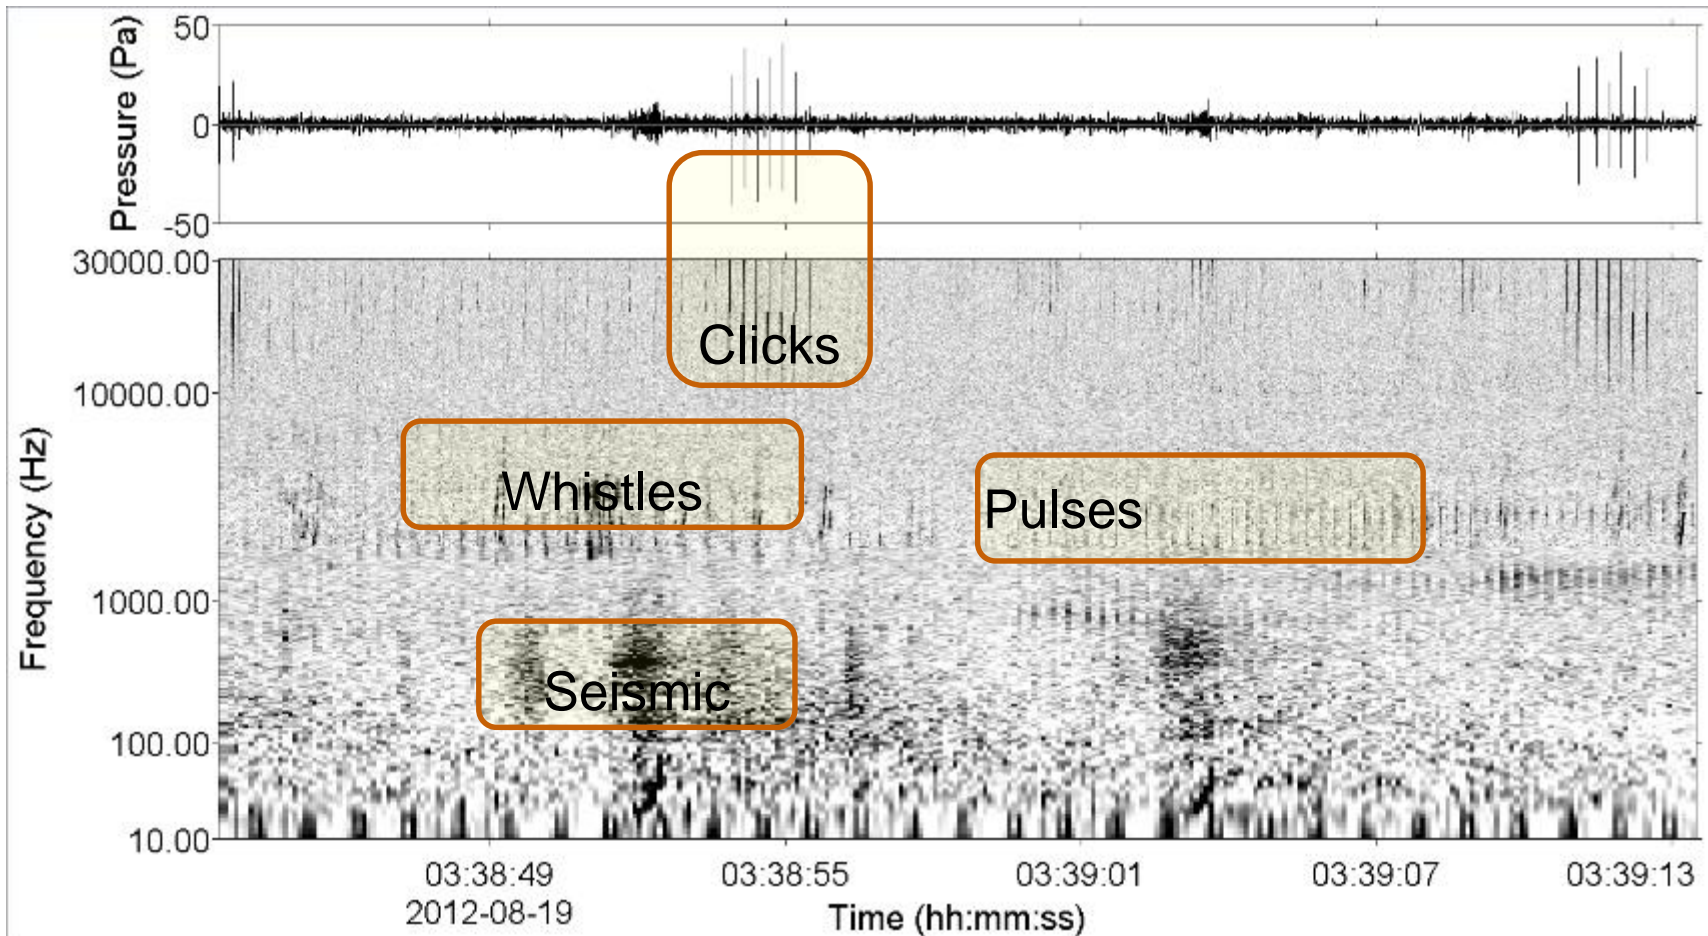 Pressure (Pa)
50
0
-50
30000.00
10000.00
1000.00
100.00
10.00
Frequency (Hz)
Clicks
Whistles
Pulses
Seismic
03:38:49 03:38:55 03:39:01 03:39:07 03:39:13
2012-08-19
Time (hh:mm:ss)